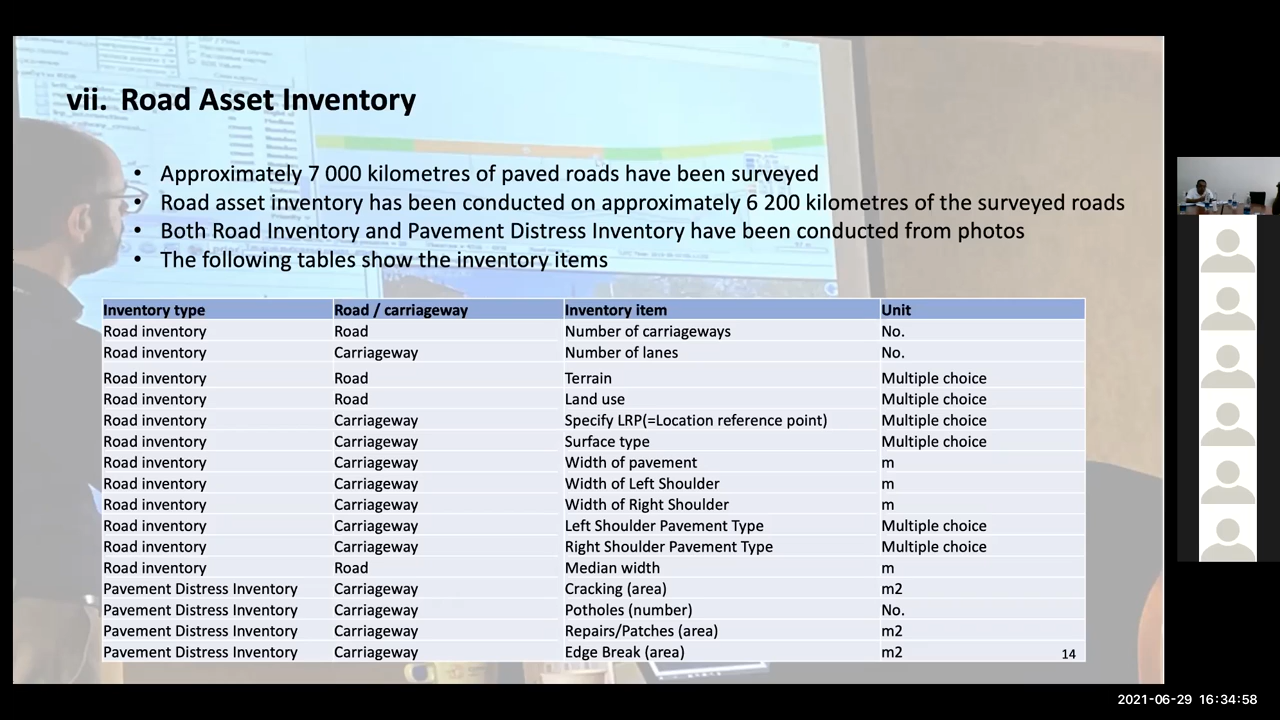 vii. Road Asset Inventory
• Approximately 7 000 kilometres of paved roads have been surveyed
• Road asset inventory has been conducted on approximately 6 200 kilometres of the surveyed roads
• Both Road Inventory and Pavement Distress Inventory have been conducted from photos
• The following tables show the inventory items
Inventory type Road / carriageway Inventory item Unit
Road inventory Road Number of carriageways No.
Road inventory Carriageway Number of lanes No.
Road inventory Road Terrain Multiple choice
Road inventory Road Land use Multiple choice
Road inventory Carriageway Specify LRP(=Location reference point) Multiple choice
Road inventory Carriageway Surface type Multiple choice
Road inventory Carriageway Width of pavement m
Road inventory Carriageway Width of Left Shoulder m
Road inventory Carriageway Width of Right Shoulder m
Road inventory Carriageway Left Shoulder Pavement Type Multiple choice
Road inventory Carriageway Right Shoulder Pavement Type Multiple choice
Road inventory Road Median width m
Pavement Distress Inventory Carriageway Cracking (area) m2
Pavement Distress Inventory Carriageway Potholes (number) No.
Pavement Distress Inventory Carriageway Repairs/Patches (area) m2
Pavement Distress Inventory Carriageway Edge Break (area) m2
14
2021-06-29 16:34:58